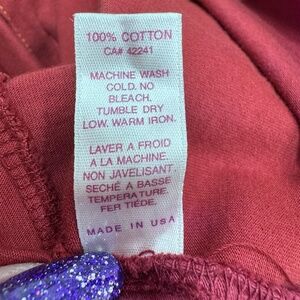 100% COTTON
CA# 42241
MACHINE WASH
COLD. NO
BLEACH.
TUMBLE DRY
LOW. WARM IRON.
LAVER A FROID
A LA MACHINE.
NON JAVELISANT.
SECHÉ A BASSE
TEMPERATURE.
FER TIÉDE.
MADE IN USA